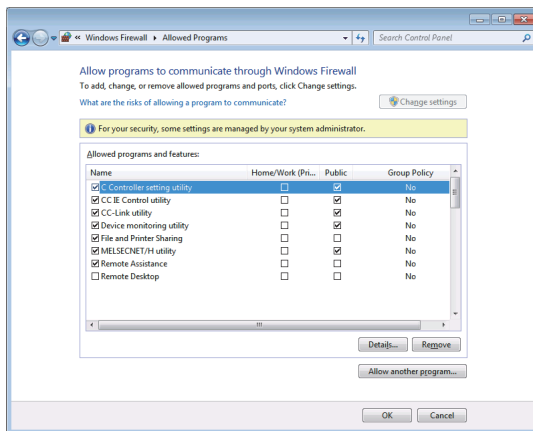 « Windows Firewall ▸ Allowed Programs Search Control Panel
Allow programs to communicate through Windows Firewall
To add, change, or remove allowed programs and ports, click Change settings.
What are the risks of allowing a program to communicate? Change settings
For your security, some settings are managed by your system administrator.
Allowed programs and features:
Name Home/Work (Pri... Public Group Policy
C Controller setting utility No
CC IE Control utility No
CC-Link utility No
Device monitoring utility No
File and Printer Sharing No
MELSECNET/H utility No
Remote Assistance No
Remote Desktop No
Details... Remove
Allow another program...
OK Cancel